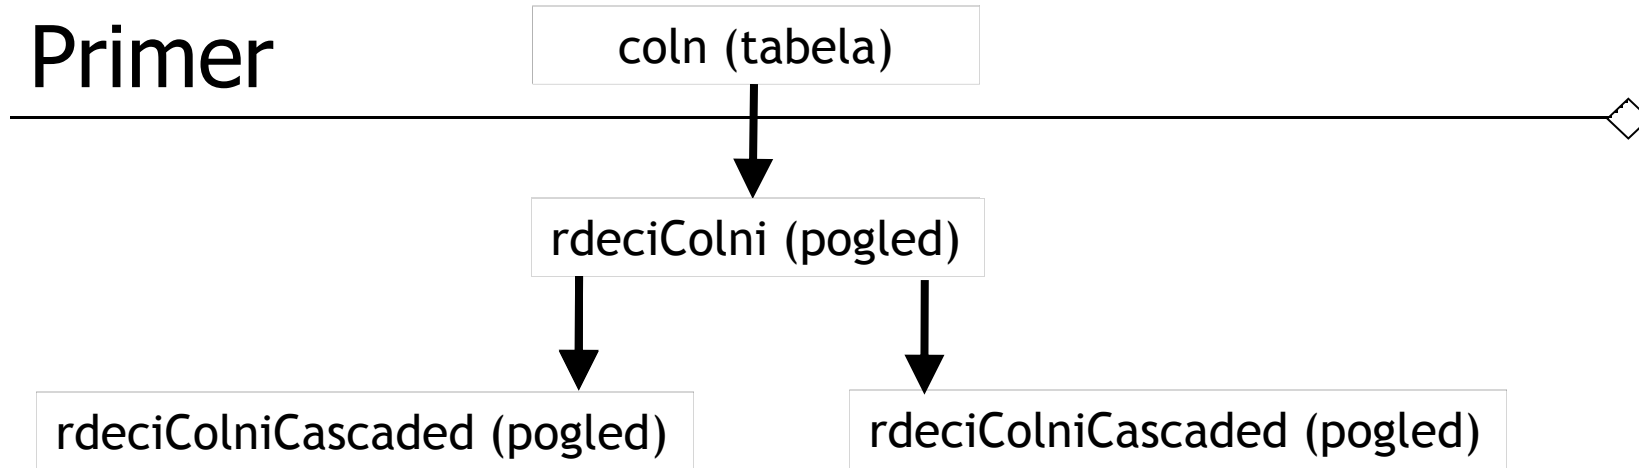 Primer
coln (tabela)
rdeciColni (pogled)
rdeciColniCascaded (pogled)
rdeciColniCascaded (pogled)